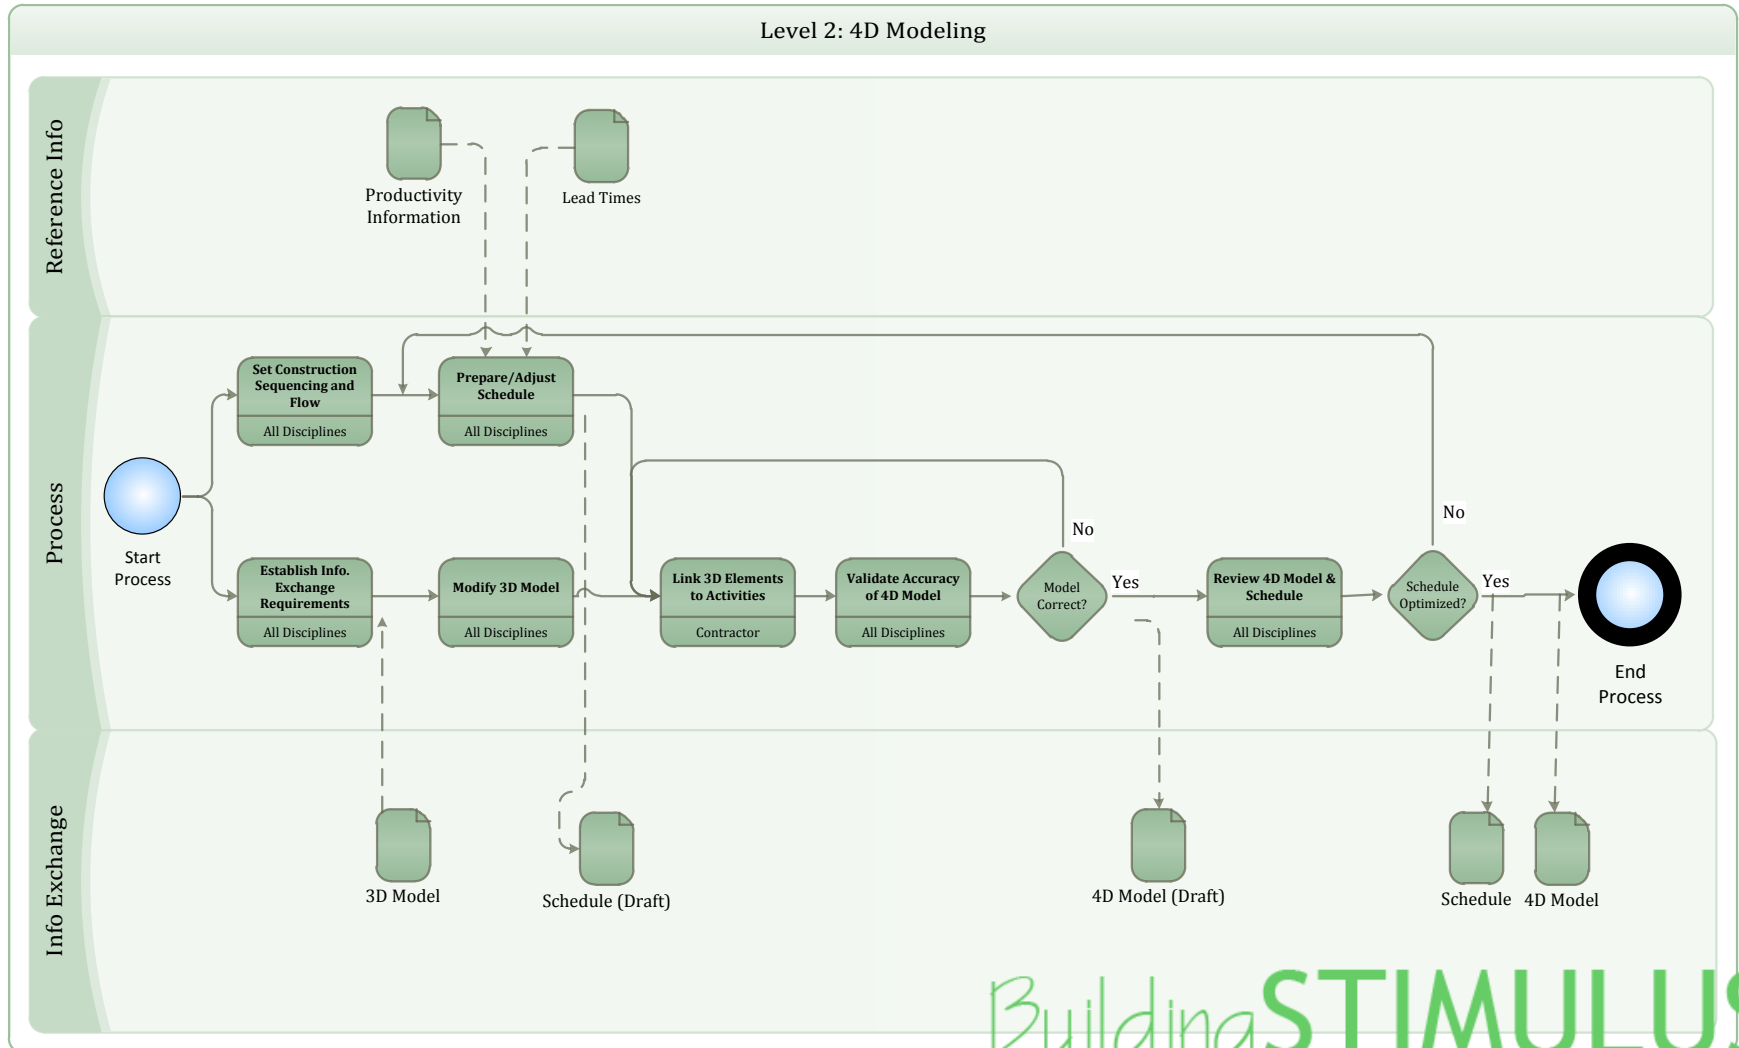 Level 2: 4D Modeling
Reference Info
Productivity
Information
Lead Times
Process
Start
Process
Set Construction
Sequencing and
Flow
All Disciplines
Prepare/Adjust
Schedule
All Disciplines
Establish Info.
Exchange
Requirements
All Disciplines
Modify 3D Model
All Disciplines
Link 3D Elements
to Activities
Contractor
Validate Accuracy
of 4D Model
All Disciplines
Model
Correct?
No
Yes
Review 4D Model &
Schedule
All Disciplines
Schedule
Optimized?
No
Yes
End
Process
Info Exchange
3D Model
Schedule (Draft)
4D Model (Draft)
Schedule
4D Model
Building STIMULUS